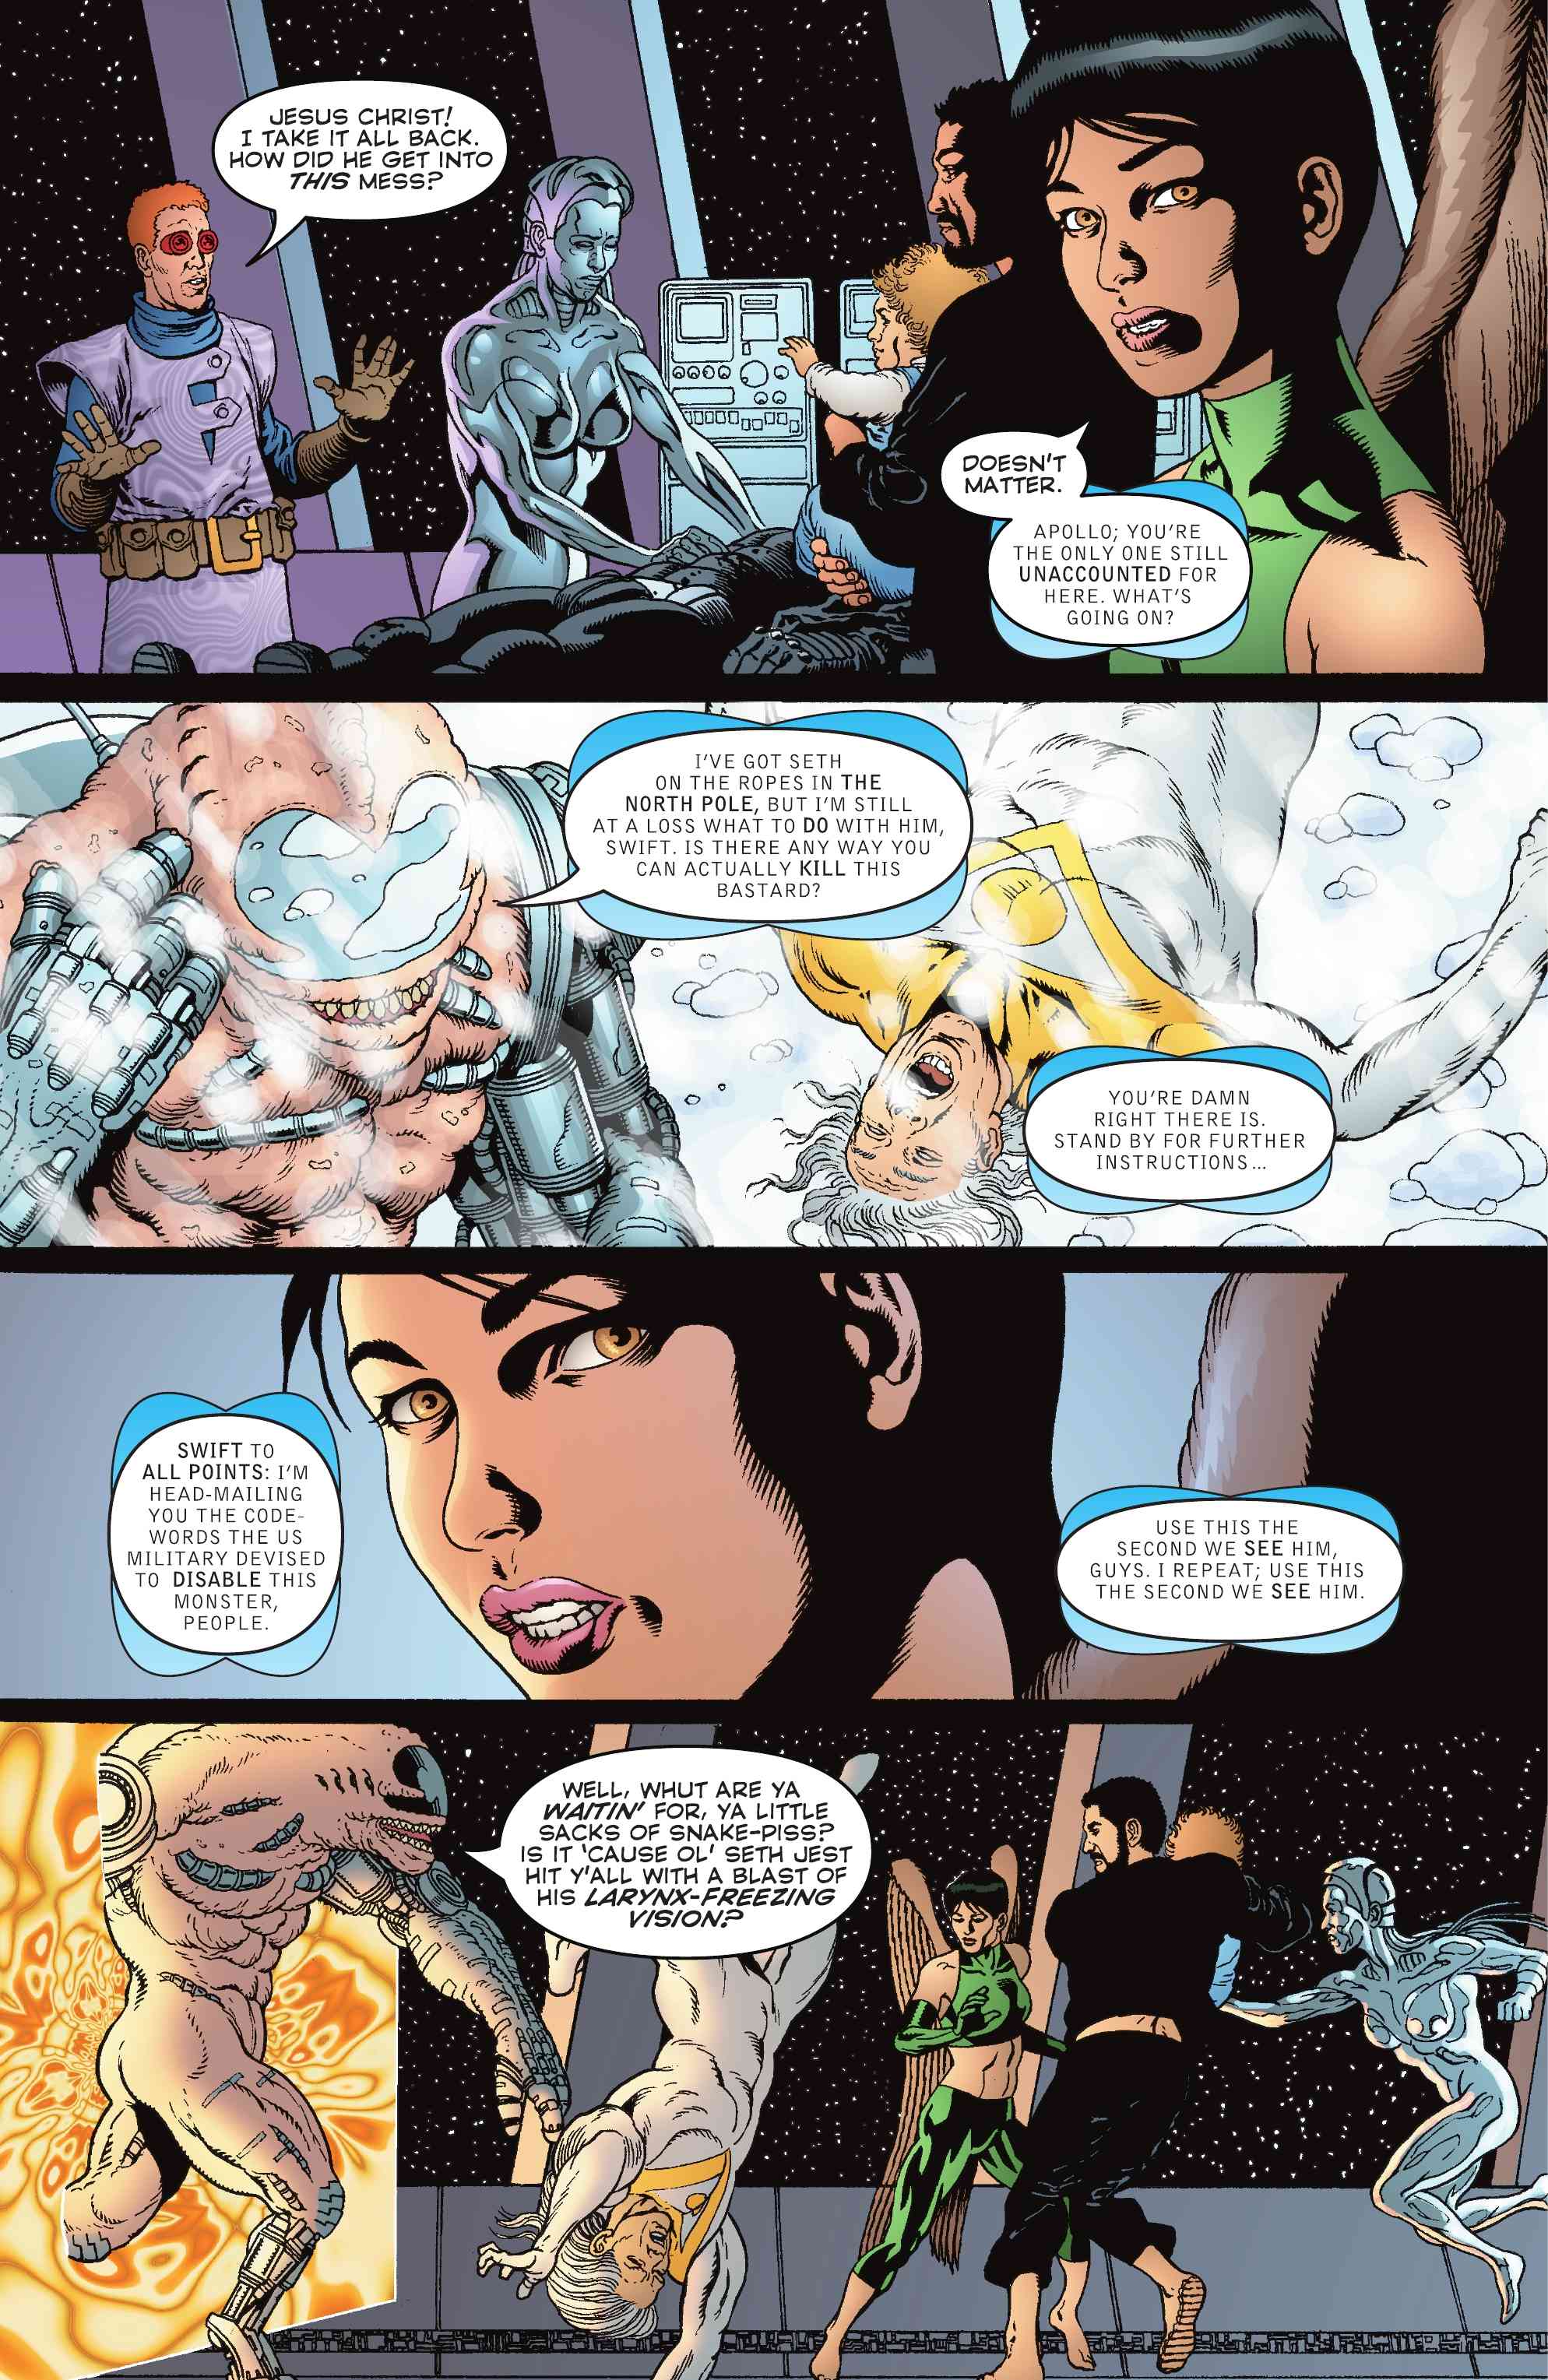 JESUS CHRIST!
I TAKE IT ALL BACK.
HOW DID HE GET INTO
THIS MESS?
DOESN'T
MATTER.
APOLLO; YOU'RE
THE ONLY ONE STILL
UNACCOUNTED FOR
HERE. WHAT'S
GOING ON?
I'VE GOT SETH
ON THE ROPES IN THE
NORTH POLE, BUT I'M STILL
AT A LOSS WHAT TO DO WITH HIM,
SWIFT. IS THERE ANY WAY YOU
CAN ACTUALLY KILL THIS
BASTARD?
YOU'RE DAMN
RIGHT THERE IS.
STAND BY FOR FURTHER
INSTRUCTIONS...
SWIFT TO
ALL POINTS: I'M
HEAD-MAILING
YOU THE CODE-
WORDS THE US
MILITARY DEVISED
TO DISABLE THIS
MONSTER,
PEOPLE.
USE THIS THE
SECOND WE SEE HIM,
GUYS. I REPEAT; USE THIS
THE SECOND WE SEE HIM.
WELL, WHUT ARE YA
WAITIN' FOR, YA LITTLE
SACKS OF SNAKE-PISS?
IS IT 'CAUSE OL' SETH JEST
HIT Y'ALL WITH A BLAST OF
HIS LARYNX-FREEZING
VISION?